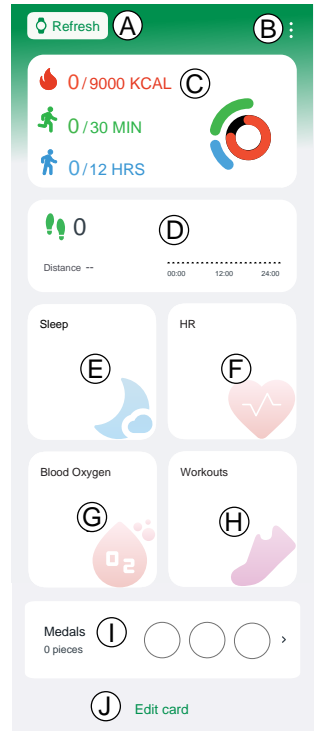 Refresh A B
0/9000 KCAL C
0/30 MIN
0/12 HRS
0 D
Distance --
00:00 12:00 24:00
Sleep HR
E F
Blood Oxygen Workouts
G O2 H
Medals I
0 pieces
J Edit card